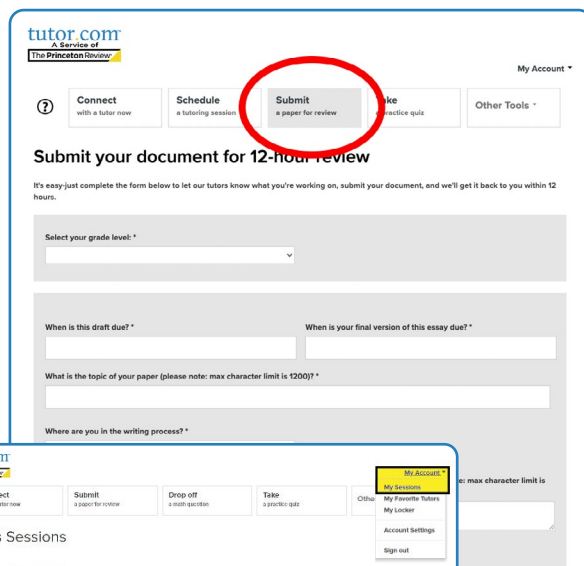 tutor.com
A Service of
The Princeton Review
My Account
Connect
with a tutor now
Schedule
a tutoring session
Submit
a paper for review
practice quiz
Other Tools
Submit your document for 12-hour review
It's easy-just complete the form below to let our tutors know what you're working on, submit your document, and we'll get it back to you within 12
hours.
Select your grade level: *
When is this draft due? *
When is your final version of this essay due? *
What is the topic of your paper (please note: max character limit is 1200)? *
Where are you in the writing process? *
max character limit is
My Account
Submit
a paper for review
Drop off
a math question
Take
a practice quiz
My Sessions
My Favorite Tutors
My Locker
Account Settings
Sign out
Sessions